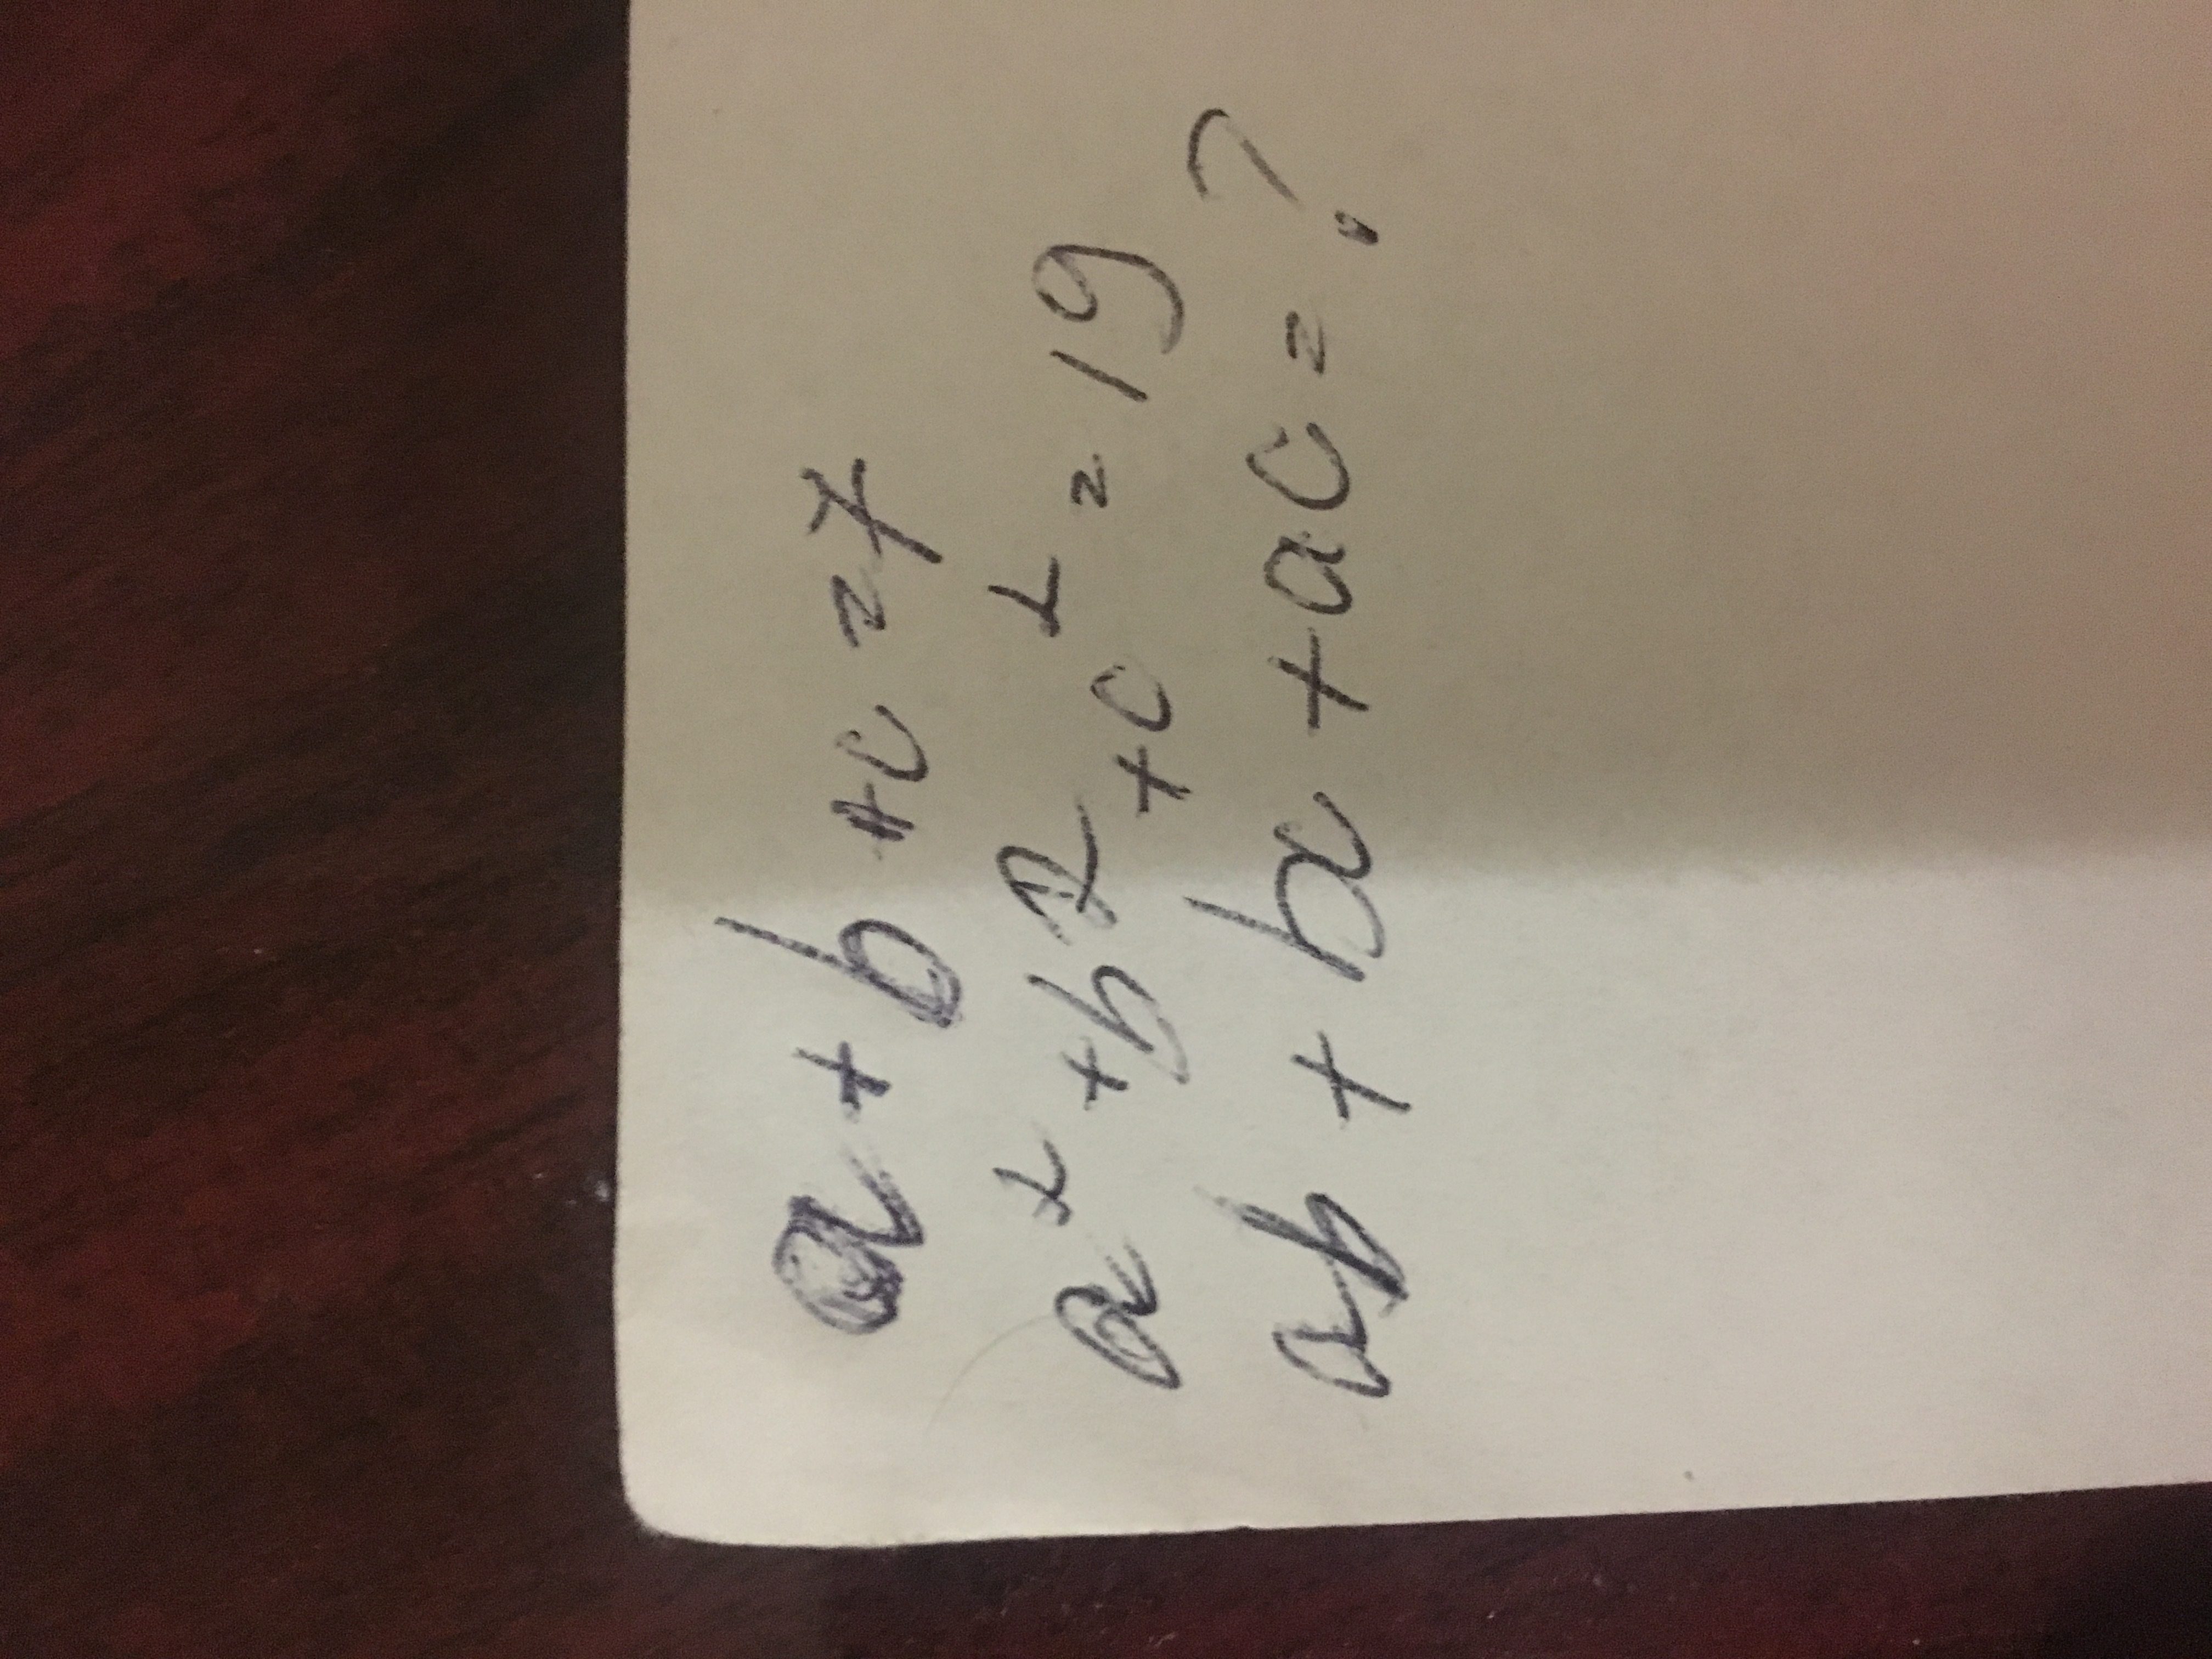 a + b + c = 7
a² + b² + c² = 19
ab + bc + ac = ?